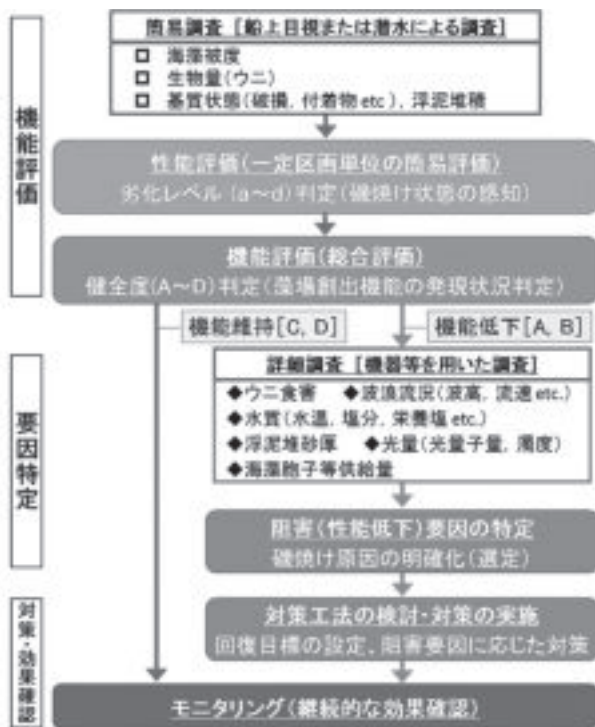 機能評価
簡易調査 [船上目視または潜水による調査]
□ 海藻被度
□ 生物量(ウニ)
□ 基質状態(破損, 付着物 etc), 浮泥堆積
性能評価(一定区画単位の簡易評価)
劣化レベル (a～d) 判定(磯焼け状態の感知)
機能評価(総合評価)
健全度(A～D)判定(藻場創出機能の発現状況判定)
機能維持[C, D]
機能低下[A, B]
要因特定
詳細調査 [機器等を用いた調査]
◆ウニ食害 ◆波浪流況(波高, 流速 etc.)
◆水質(水温, 塩分, 栄養塩 etc.)
◆浮泥堆砂厚 ◆光量(光量子量, 濁度)
◆海藻胞子等供給量
阻害(性能低下)要因の特定
磯焼け原因の明確化(選定)
対策・効果確認
対策工法の検討・対策の実施
回復目標の設定、阻害要因に応じた対策
モニタリング(継続的な効果確認)